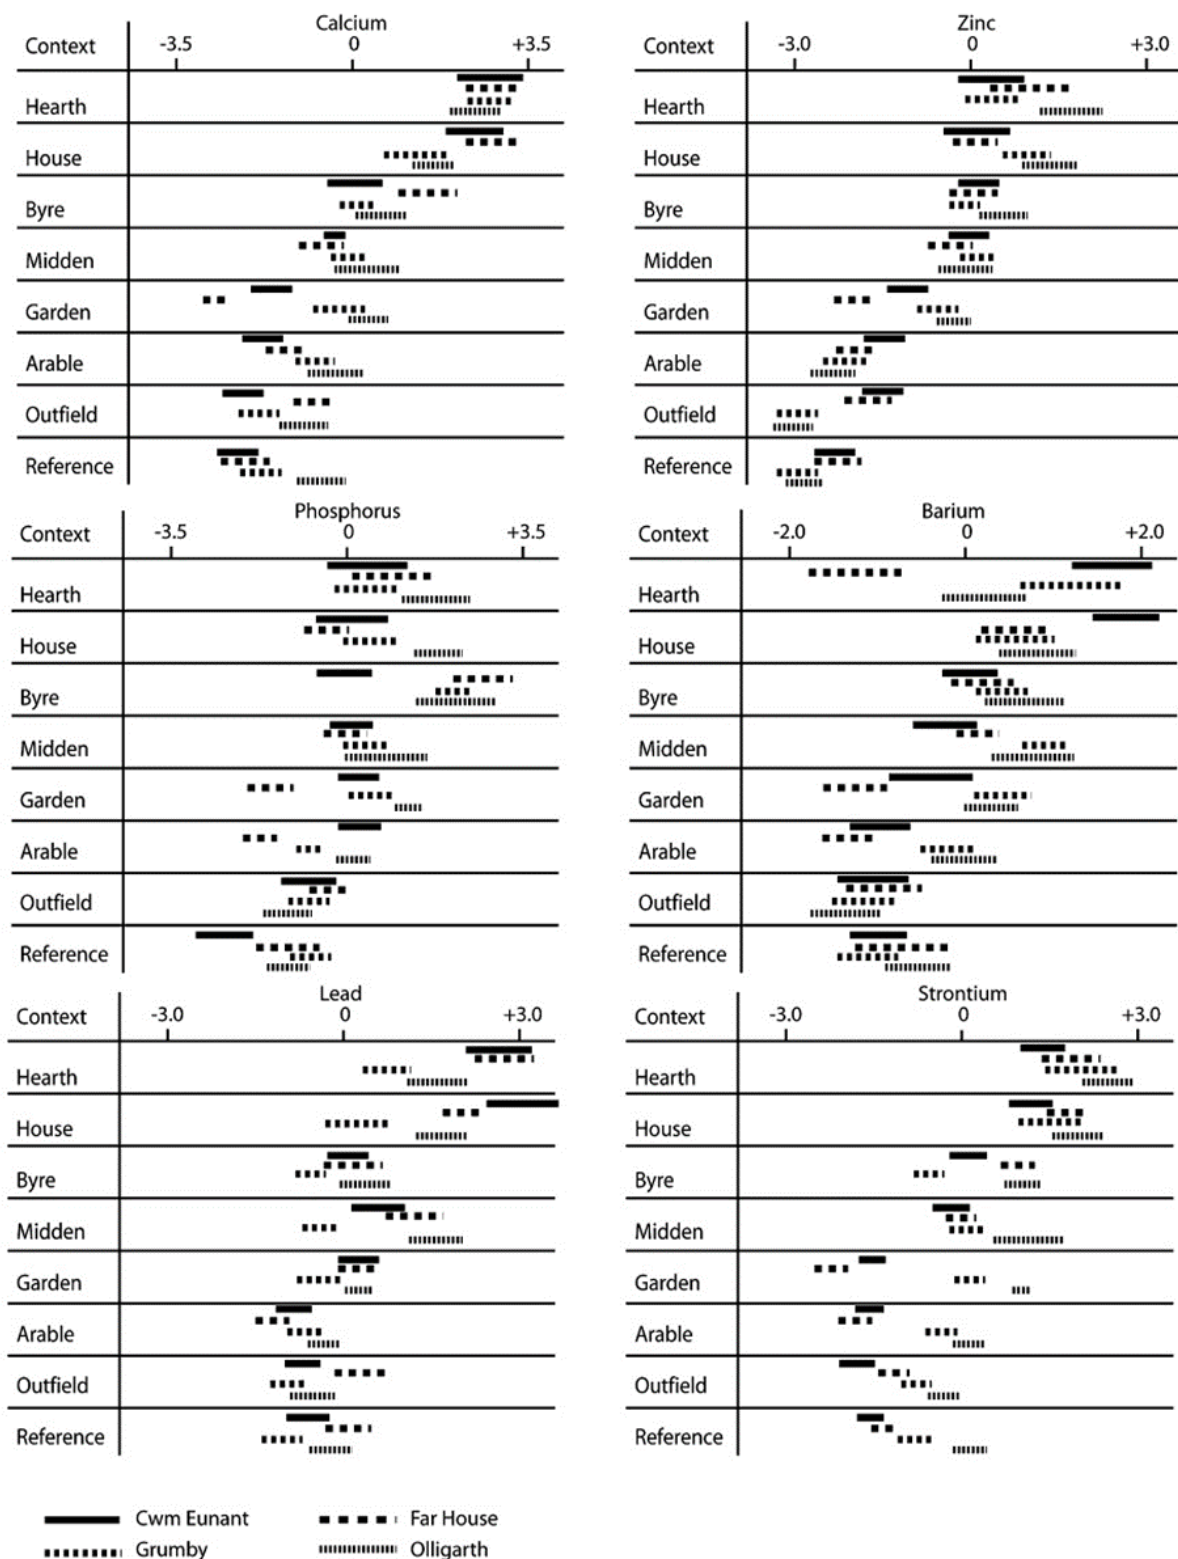 Calcium
Context -3.5 0 +3.5
Hearth
House
Byre
Midden
Garden
Arable
Outfield
Reference
Zinc
Context -3.0 0 +3.0
Hearth
House
Byre
Midden
Garden
Arable
Outfield
Reference
Phosphorus
Context -3.5 0 +3.5
Hearth
House
Byre
Midden
Garden
Arable
Outfield
Reference
Barium
Context -2.0 0 +2.0
Hearth
House
Byre
Midden
Garden
Arable
Outfield
Reference
Lead
Context -3.0 0 +3.0
Hearth
House
Byre
Midden
Garden
Arable
Outfield
Reference
Strontium
Context -3.0 0 +3.0
Hearth
House
Byre
Midden
Garden
Arable
Outfield
Reference
Cwm Eunant Far House
Grumby Olligarth